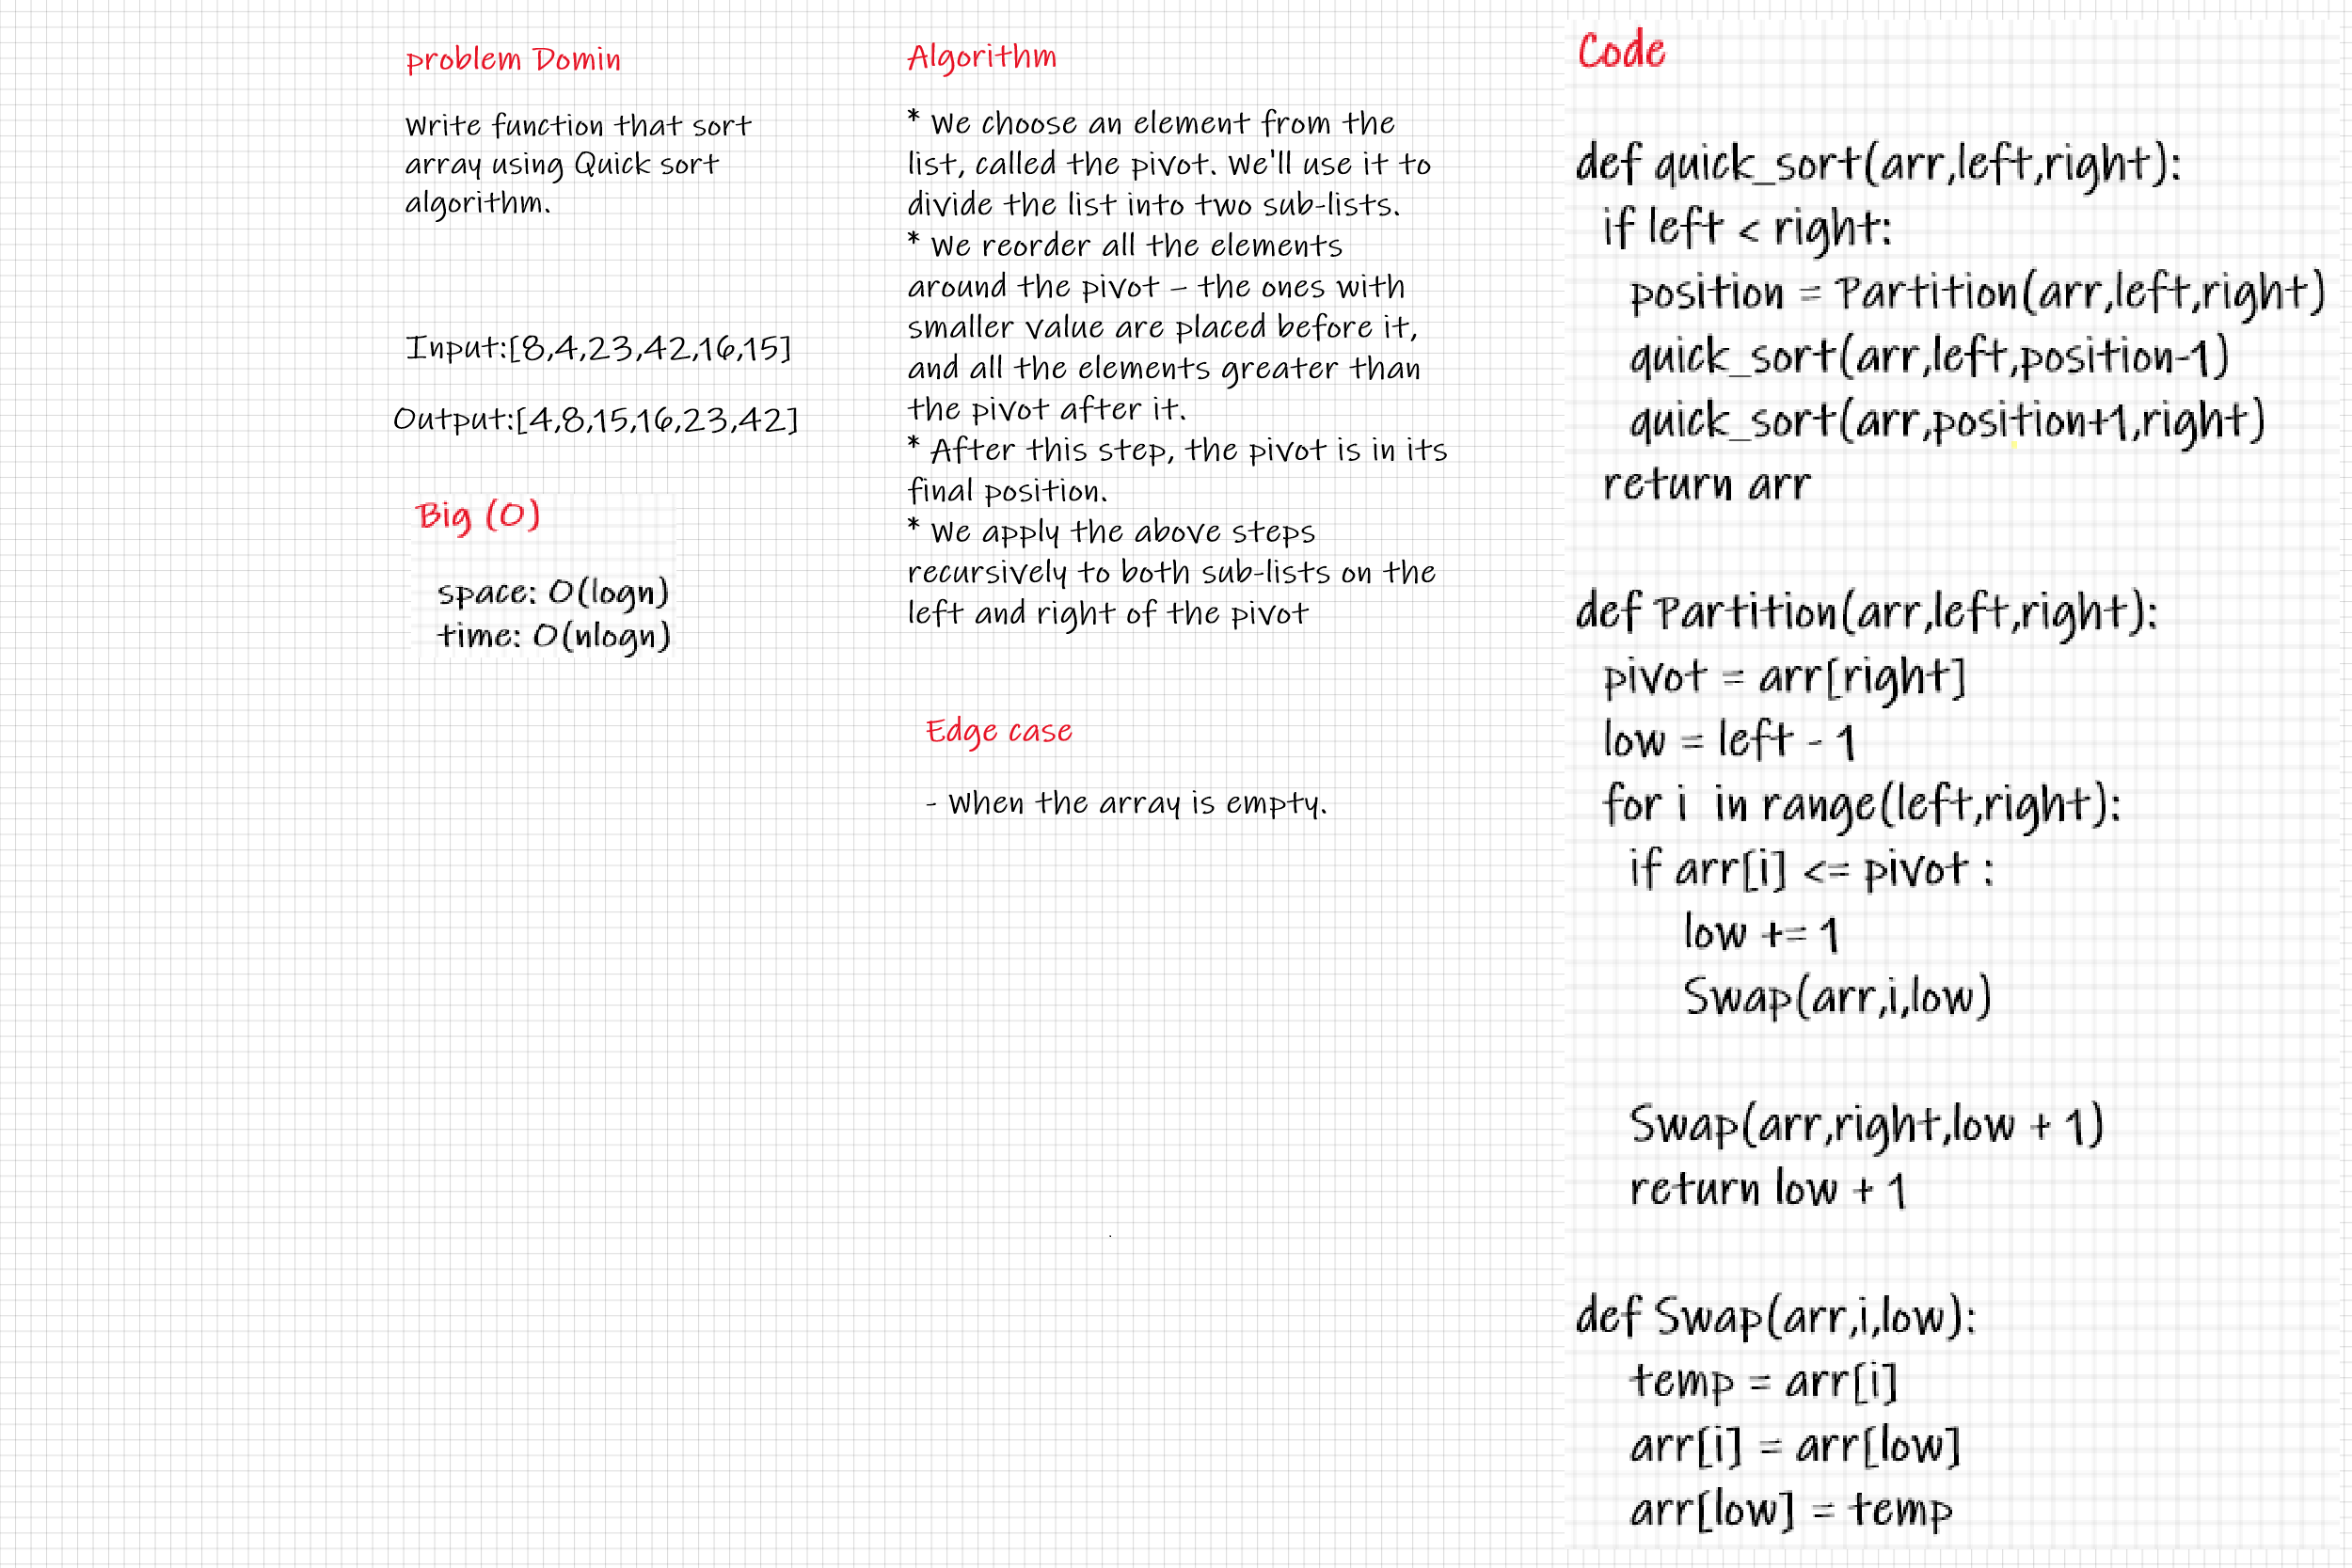 problem Domin
Write function that sort
array using Quick sort
algorithm.
Input:[8,4,23,42,16,15]
Output:[4,8,15,16,23,42]
Big (O)
space: O(logn)
time: O(nlogn)
Algorithm
* We choose an element from the
list, called the pivot. We'll use it to
divide the list into two sub-lists.
* We reorder all the elements
around the pivot – the ones with
smaller value are placed before it,
and all the elements greater than
the pivot after it.
* After this step, the pivot is in its
final position.
* We apply the above steps
recursively to both sub-lists on the
left and right of the pivot
Edge case
- When the array is empty.
Code
def quick_sort(arr,left,right):
if left < right:
position = Partition(arr,left,right)
quick_sort(arr,left,position-1)
quick_sort(arr,position+1,right)
return arr
def Partition(arr,left,right):
pivot = arr[right]
low = left - 1
for i  in range(left,right):
if arr[i] <= pivot :
low += 1
Swap(arr,i,low)
Swap(arr,right,low + 1)
return low + 1
def Swap(arr,i,low):
temp = arr[i]
arr[i] = arr[low]
arr[low] = temp